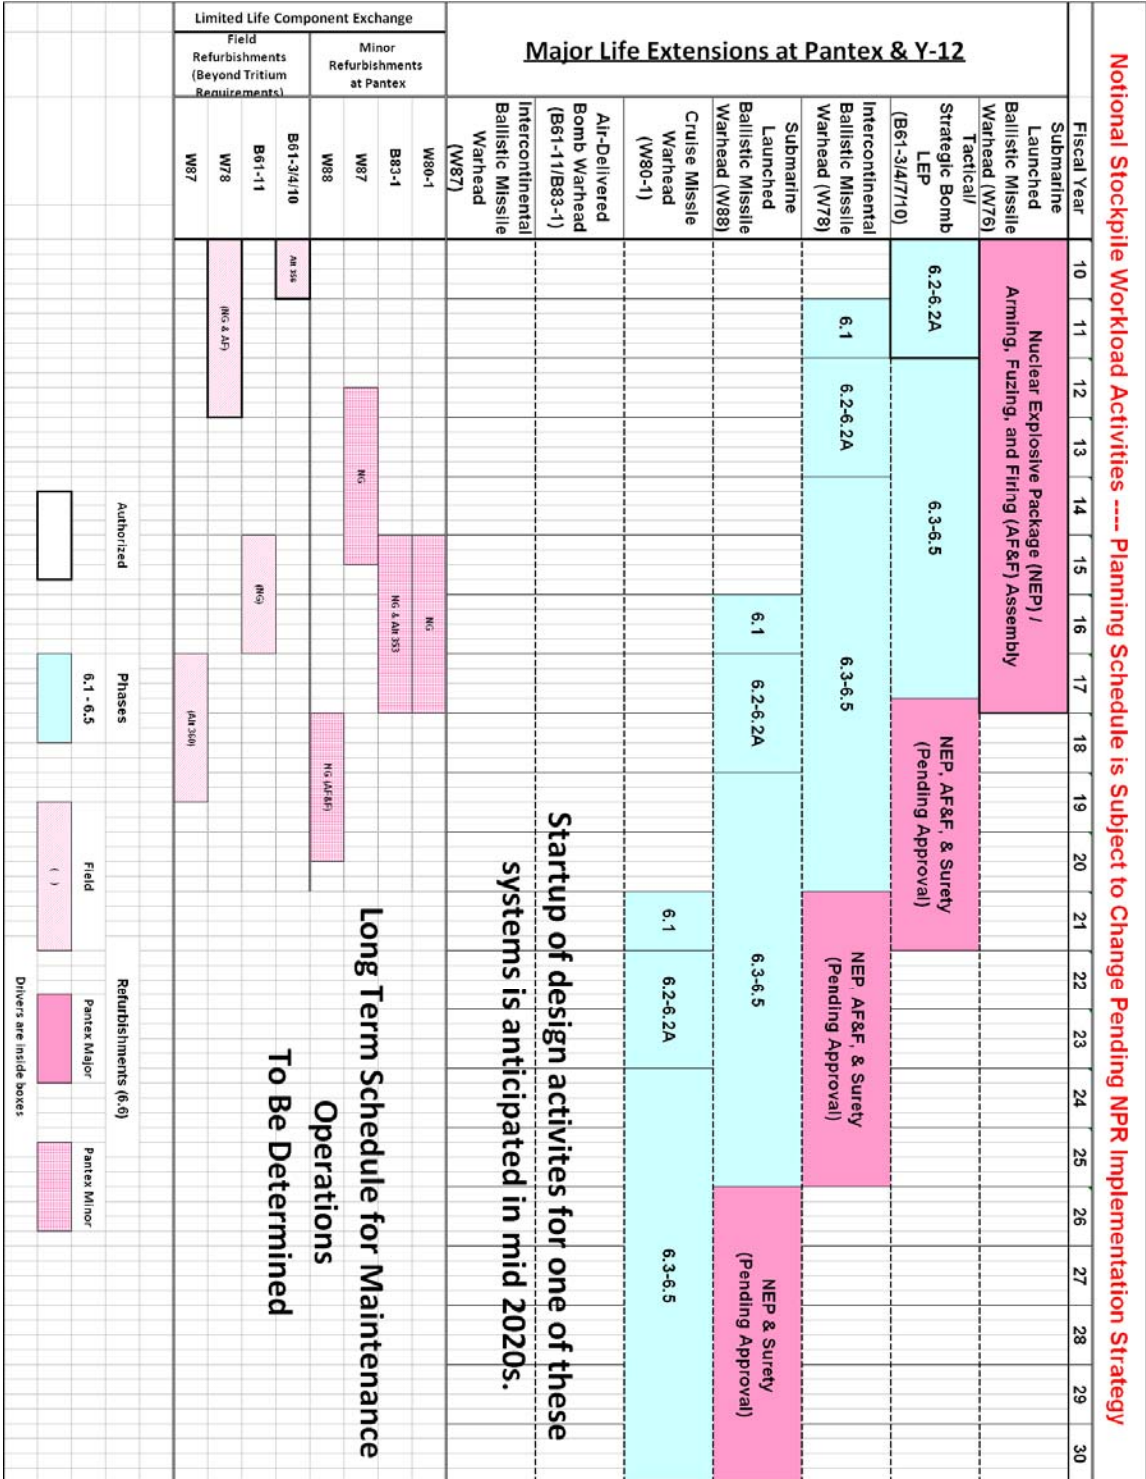 Notional Stockpile Workload Activities ---- Planning Schedule is Subject to Change Pending NPR Implementation Strategy
Fiscal Year
10
11
12
13
14
15
16
17
18
19
20
21
22
23
24
25
26
27
28
29
30
Major Life Extensions at Pantex & Y-12
Submarine
Launched
Ballistic Missile
Warhead (W76)
Nuclear Explosive Package (NEP) /
Arming, Fuzing, and Firing (AF&F) Assembly
Tactical/
Strategic Bomb
LEP
(B61-3/4/7/10)
6.2-6.2A
6.3-6.5
NEP, AF&F, & Surety
(Pending Approval)
Intercontinental
Ballistic Missile
Warhead (W78)
6.1
6.2-6.2A
6.3-6.5
NEP, AF&F, & Surety
(Pending Approval)
Submarine
Launched
Ballistic Missile
Warhead (W88)
6.1
6.2-6.2A
6.3-6.5
NEP & Surety
(Pending Approval)
Cruise Missle
Warhead
(W80-1)
6.1
6.2-6.2A
6.3-6.5
Air-Delivered
Bomb Warhead
(B61-11/B83-1)
Intercontinental
Ballistic Missile
Warhead
(W87)
Startup of design activites for one of these
systems is anticipated in mid 2020s.
Limited Life Component Exchange
Minor
Refurbishments
at Pantex
W80-1
NG
B83-1
NG & Alt 353
W87
NG
W88
NG (AF&F)
Field
Refurbishments
(Beyond Tritium
Requirements)
B61-3/4/10
Alt 356
B61-11
(NG)
W78
(NG & AF)
W87
(Alt 360)
Long Term Schedule for Maintenance
Operations
To Be Determined
Authorized
Phases
6.1 - 6.5
Refurbishments (6.6)
Field
( )
Pantex Major
Pantex Minor
Drivers are inside boxes